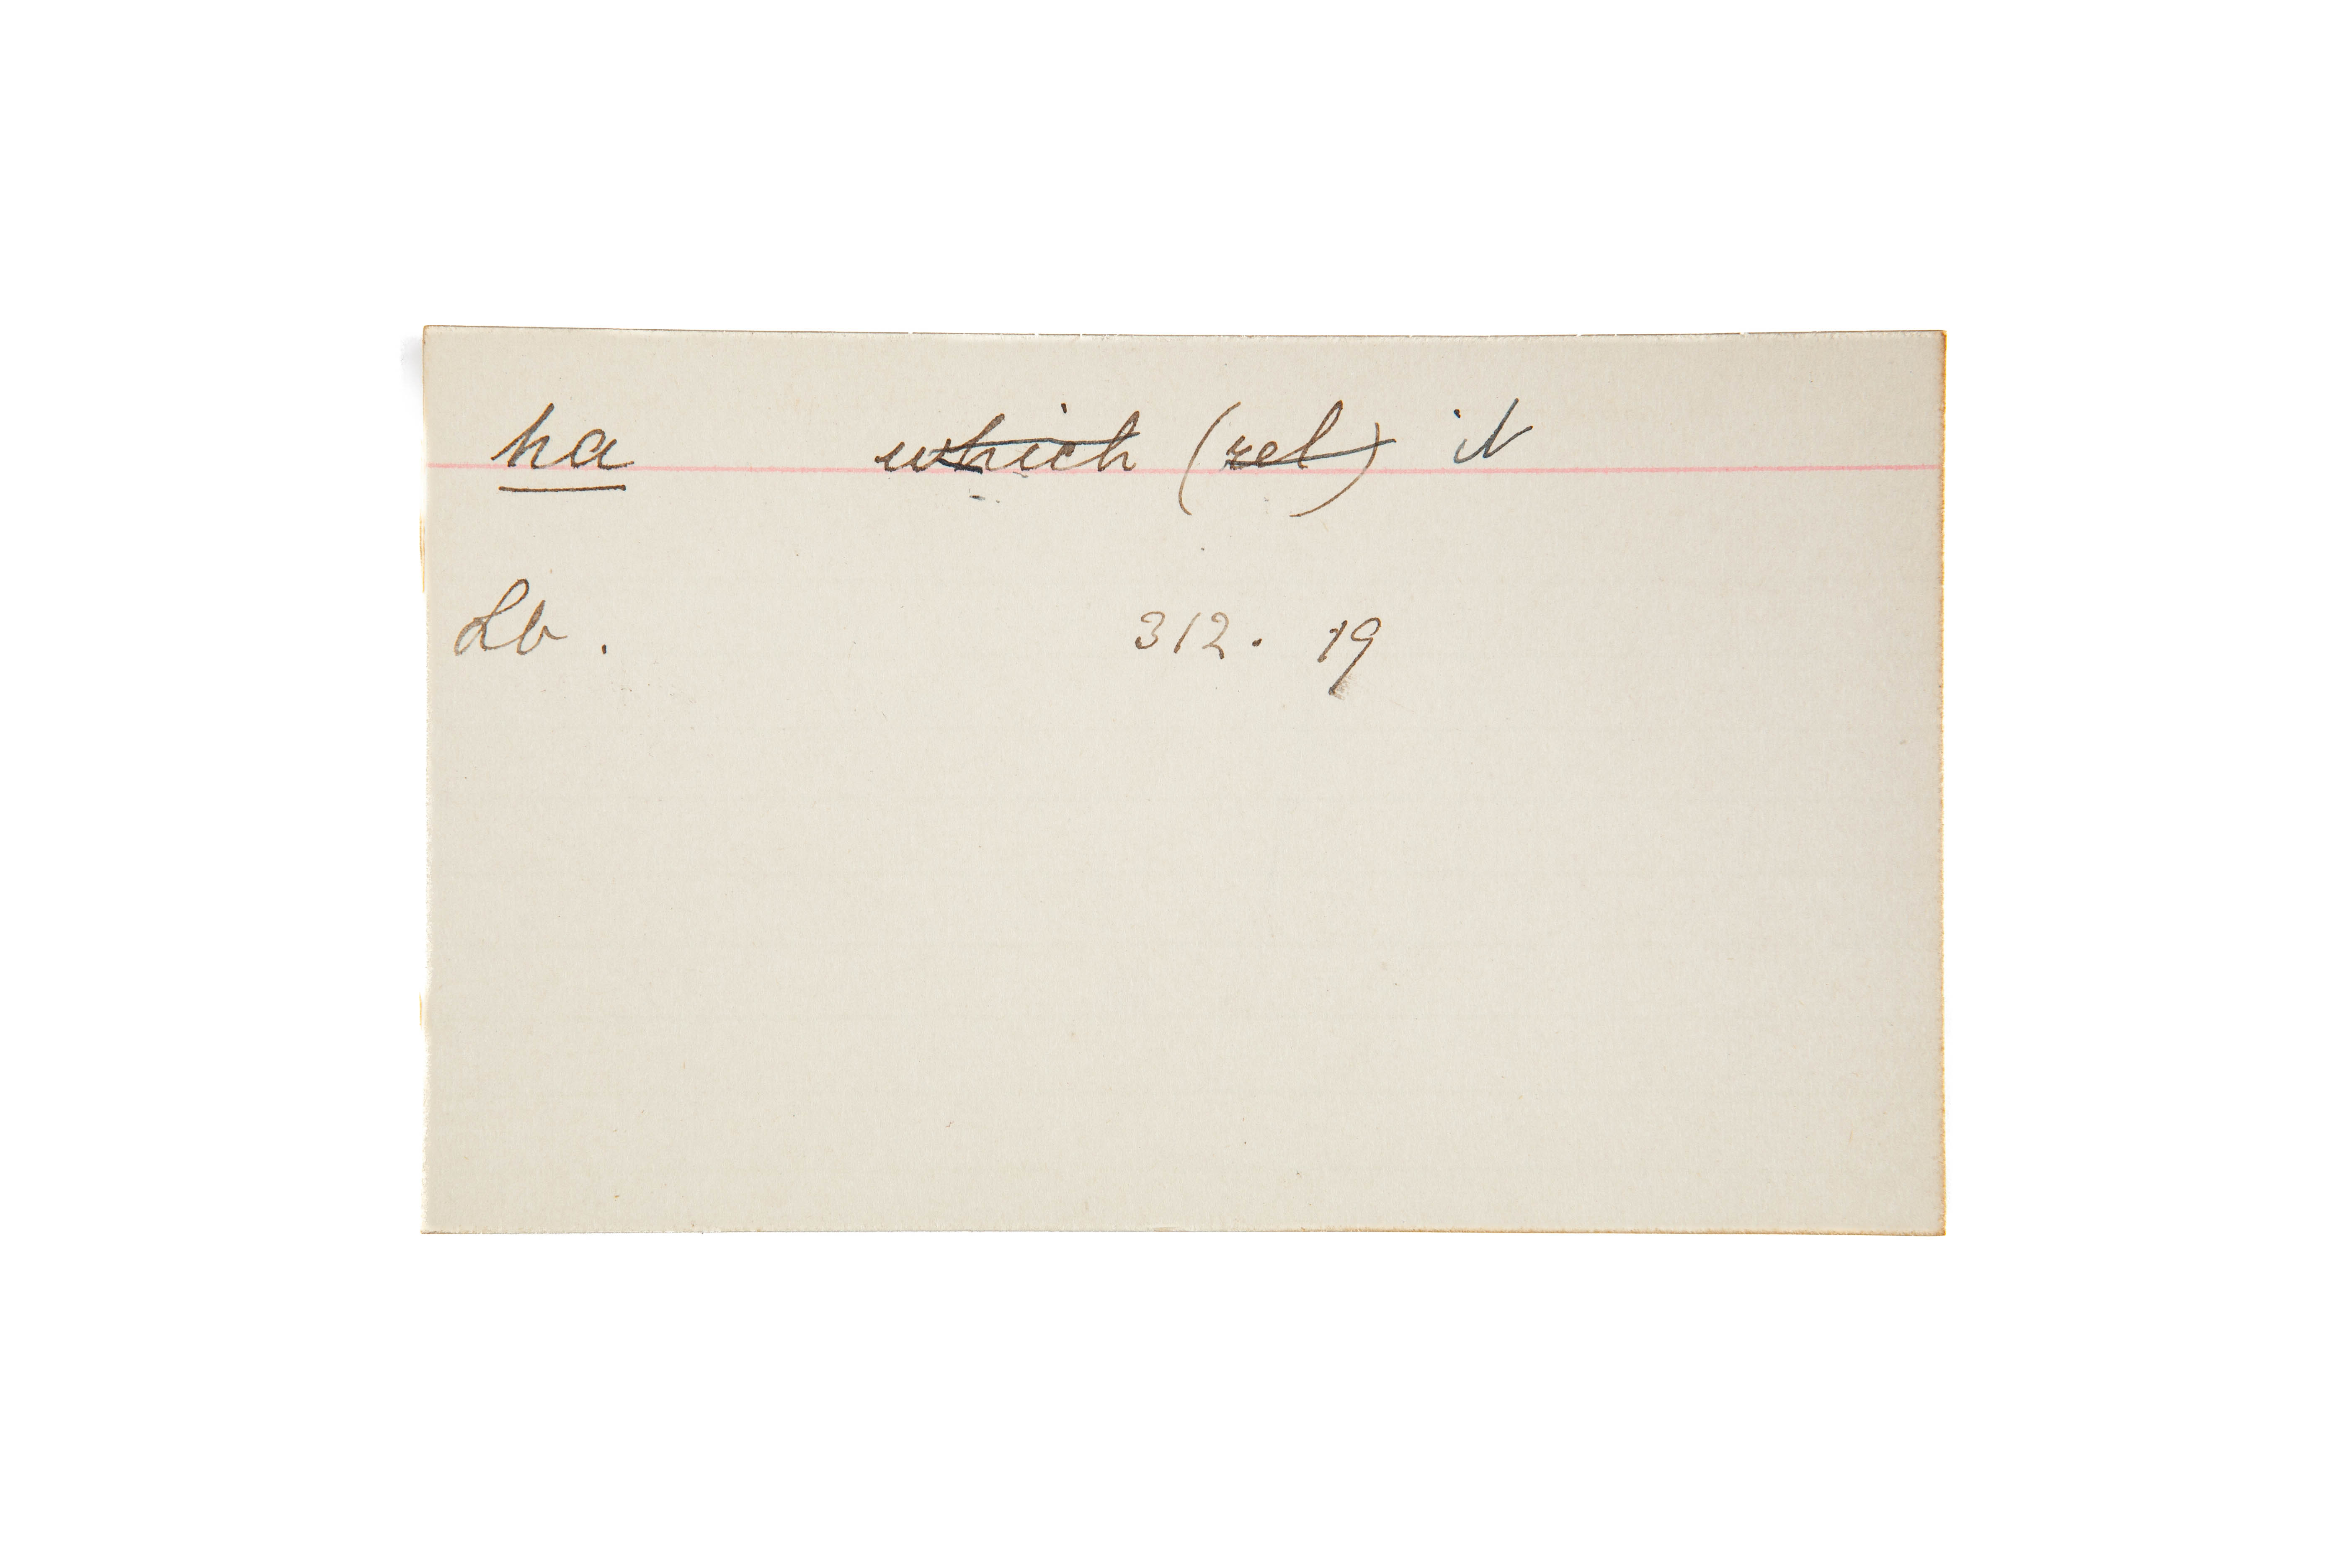 ha which (rel) it
Lb. 312. 19